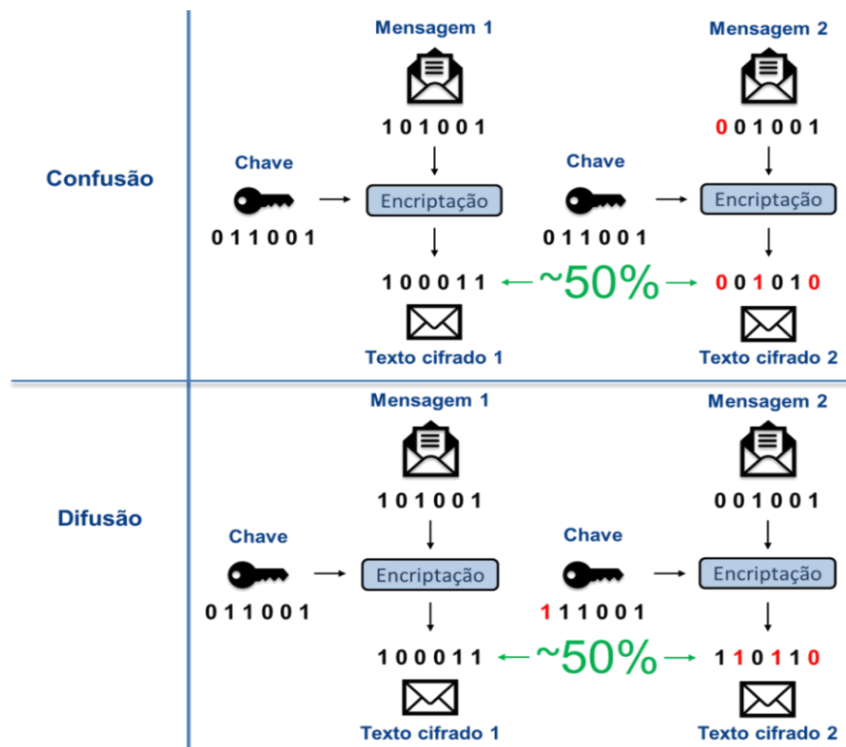 Mensagem 1
Mensagem 2
1 0 1 0 0 1
0 0 1 0 0 1
Confusão
Chave
Chave
Encriptação
Encriptação
0 1 1 0 0 1
0 1 1 0 0 1
1 0 0 0 1 1
~50%
0 0 1 0 1 0
Texto cifrado 1
Texto cifrado 2
Mensagem 1
Mensagem 2
1 0 1 0 0 1
0 0 1 0 0 1
Difusão
Chave
Chave
Encriptação
Encriptação
0 1 1 0 0 1
1 1 1 0 0 1
1 0 0 0 1 1
~50%
1 1 0 1 1 0
Texto cifrado 1
Texto cifrado 2